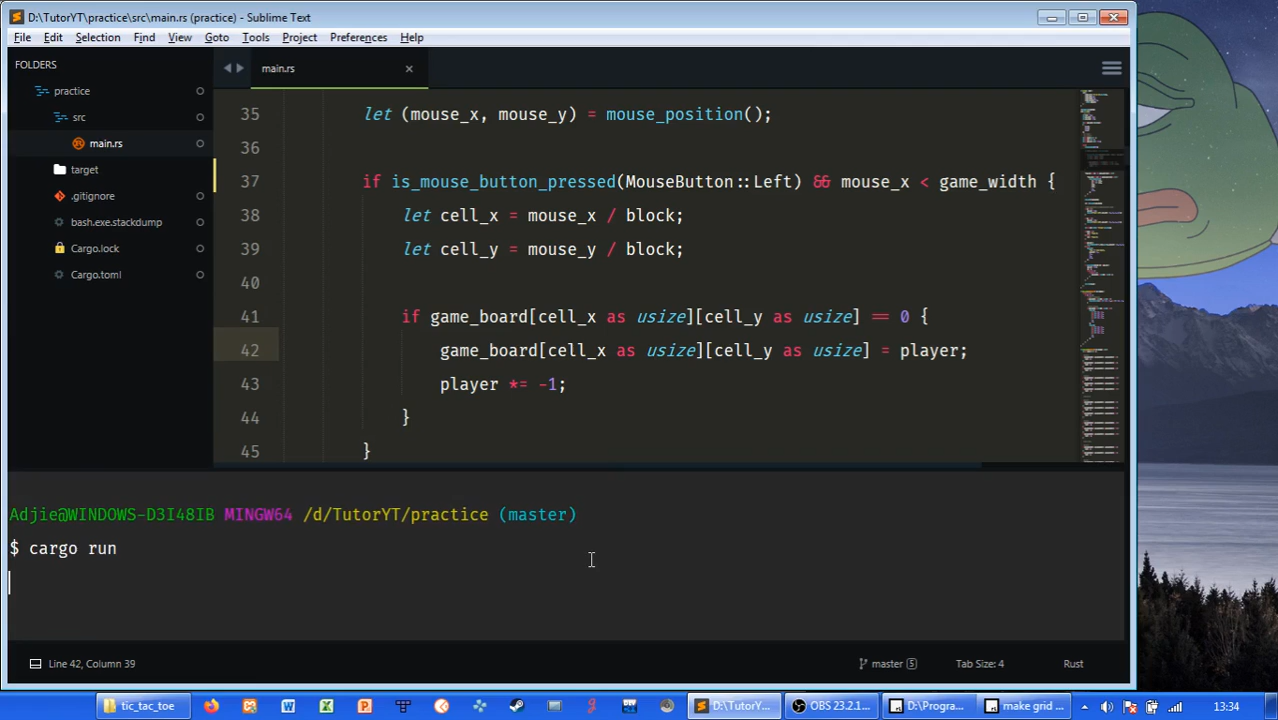 D:\TutorYT\practice\src\main.rs (practice) - Sublime Text
File Edit Selection Find View Goto Tools Project Preferences Help
FOLDERS
practice
src
main.rs
target
.gitignore
bash.exe.stackdump
Cargo.lock
Cargo.toml
main.rs
35 let (mouse_x, mouse_y) = mouse_position();
36
37 if is_mouse_button_pressed(MouseButton::Left) && mouse_x < game_width {
38 let cell_x = mouse_x / block;
39 let cell_y = mouse_y / block;
40
41 if game_board[cell_x as usize][cell_y as usize] == 0 {
42 game_board[cell_x as usize][cell_y as usize] = player;
43 player *= -1;
44 }
45 }
Adjie@WINDOWS-D3I48IB MINGW64 /d/TutorYT/practice (master)
$ cargo run
Line 42, Column 39
master 5
Tab Size: 4
Rust
tic_tac_toe
D:\TutorY...
OBS 23.2.1...
D:\Progra...
make grid ...
13:34